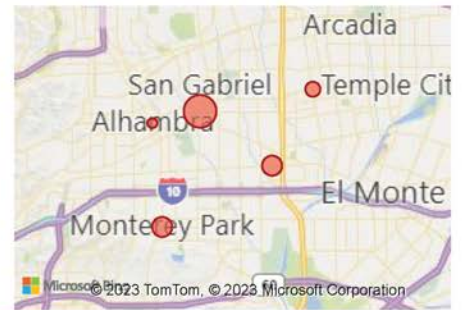 Arcadia
San Gabriel
Temple Cit
Alhambra
10
El Monte
Monterey Park
60
Microsoft Bing
© 2023 TomTom, © 2023 Microsoft Corporation